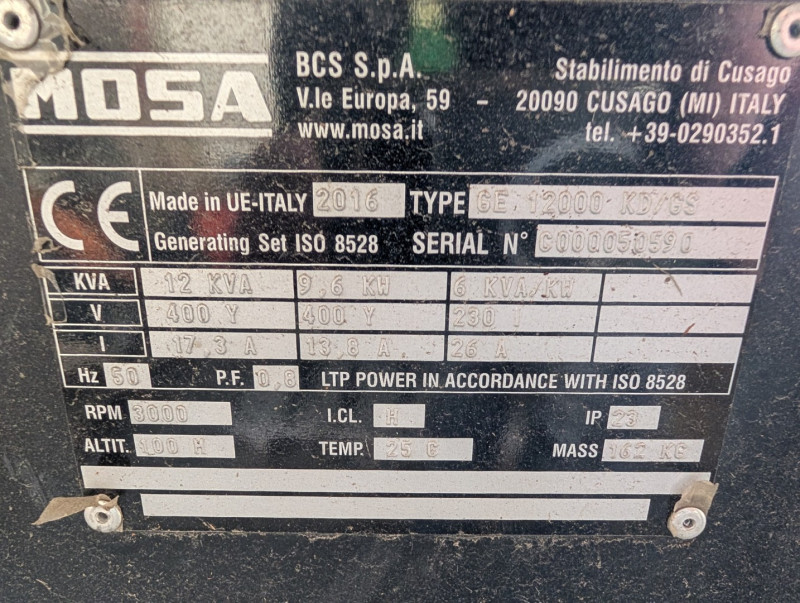 MOSA
BCS S.p.A.
V.le Europa, 59 - 20090 CUSAGO (MI) ITALY
www.mosa.it
Stabilimento di Cusago
tel. +39-0290352.1
CE
Made in UE-ITALY 2016 TYPE GE 12000 KD/GS
Generating Set ISO 8528 SERIAL N° C000050590
KVA 12 KVA 9,6 KW 6 KVA/KW
V 400 Y 400 Y 230 T
I 17,3 A 13,8 A 26 A
Hz 50 P.F. 0,8 LTP POWER IN ACCORDANCE WITH ISO 8528
RPM 3000 I.CL. H IP 23
ALTIT. 100 M TEMP. 25 C MASS 162 KG